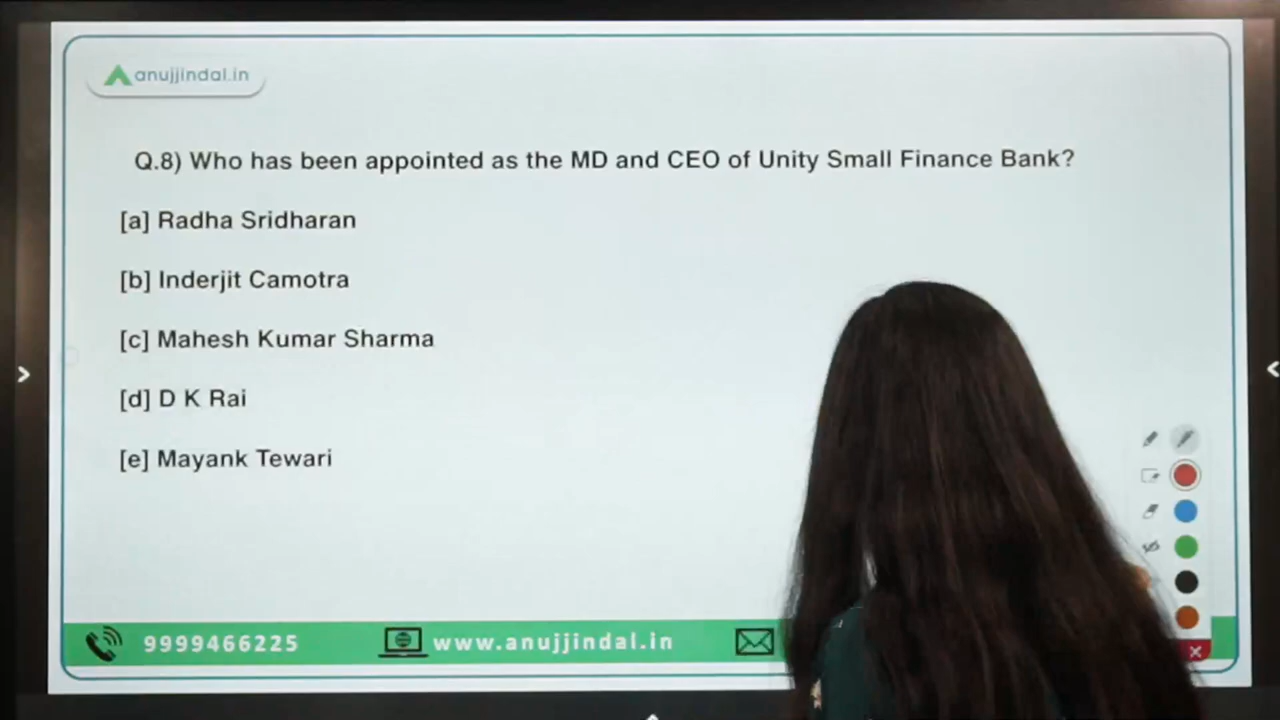 anujjindal.in
Q.8) Who has been appointed as the MD and CEO of Unity Small Finance Bank?
[a] Radha Sridharan
[b] Inderjit Camotra
[c] Mahesh Kumar Sharma
[d] D K Rai
[e] Mayank Tewari
9999466225 www.anujjindal.in